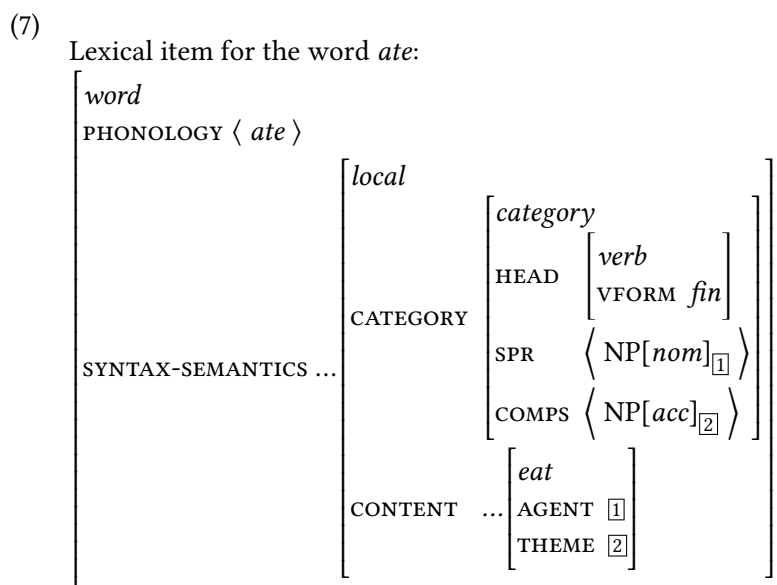 (7)
Lexical item for the word ate:
word
PHONOLOGY ⟨ ate ⟩
local
category
HEAD verb
VFORM fin
CATEGORY
SPR ⟨ NP[nom]1 ⟩
SYNTAX-SEMANTICS …
COMPS ⟨ NP[acc]2 ⟩
eat
CONTENT … AGENT 1
THEME 2